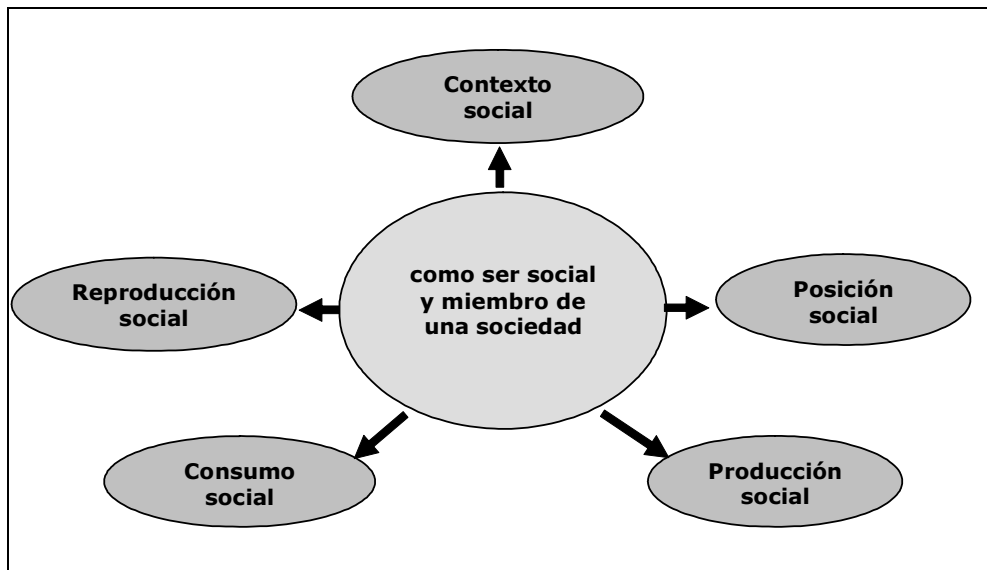 Contexto
social
Reproducción
social
como ser social
y miembro de
una sociedad
Posición
social
Consumo
social
Producción
social